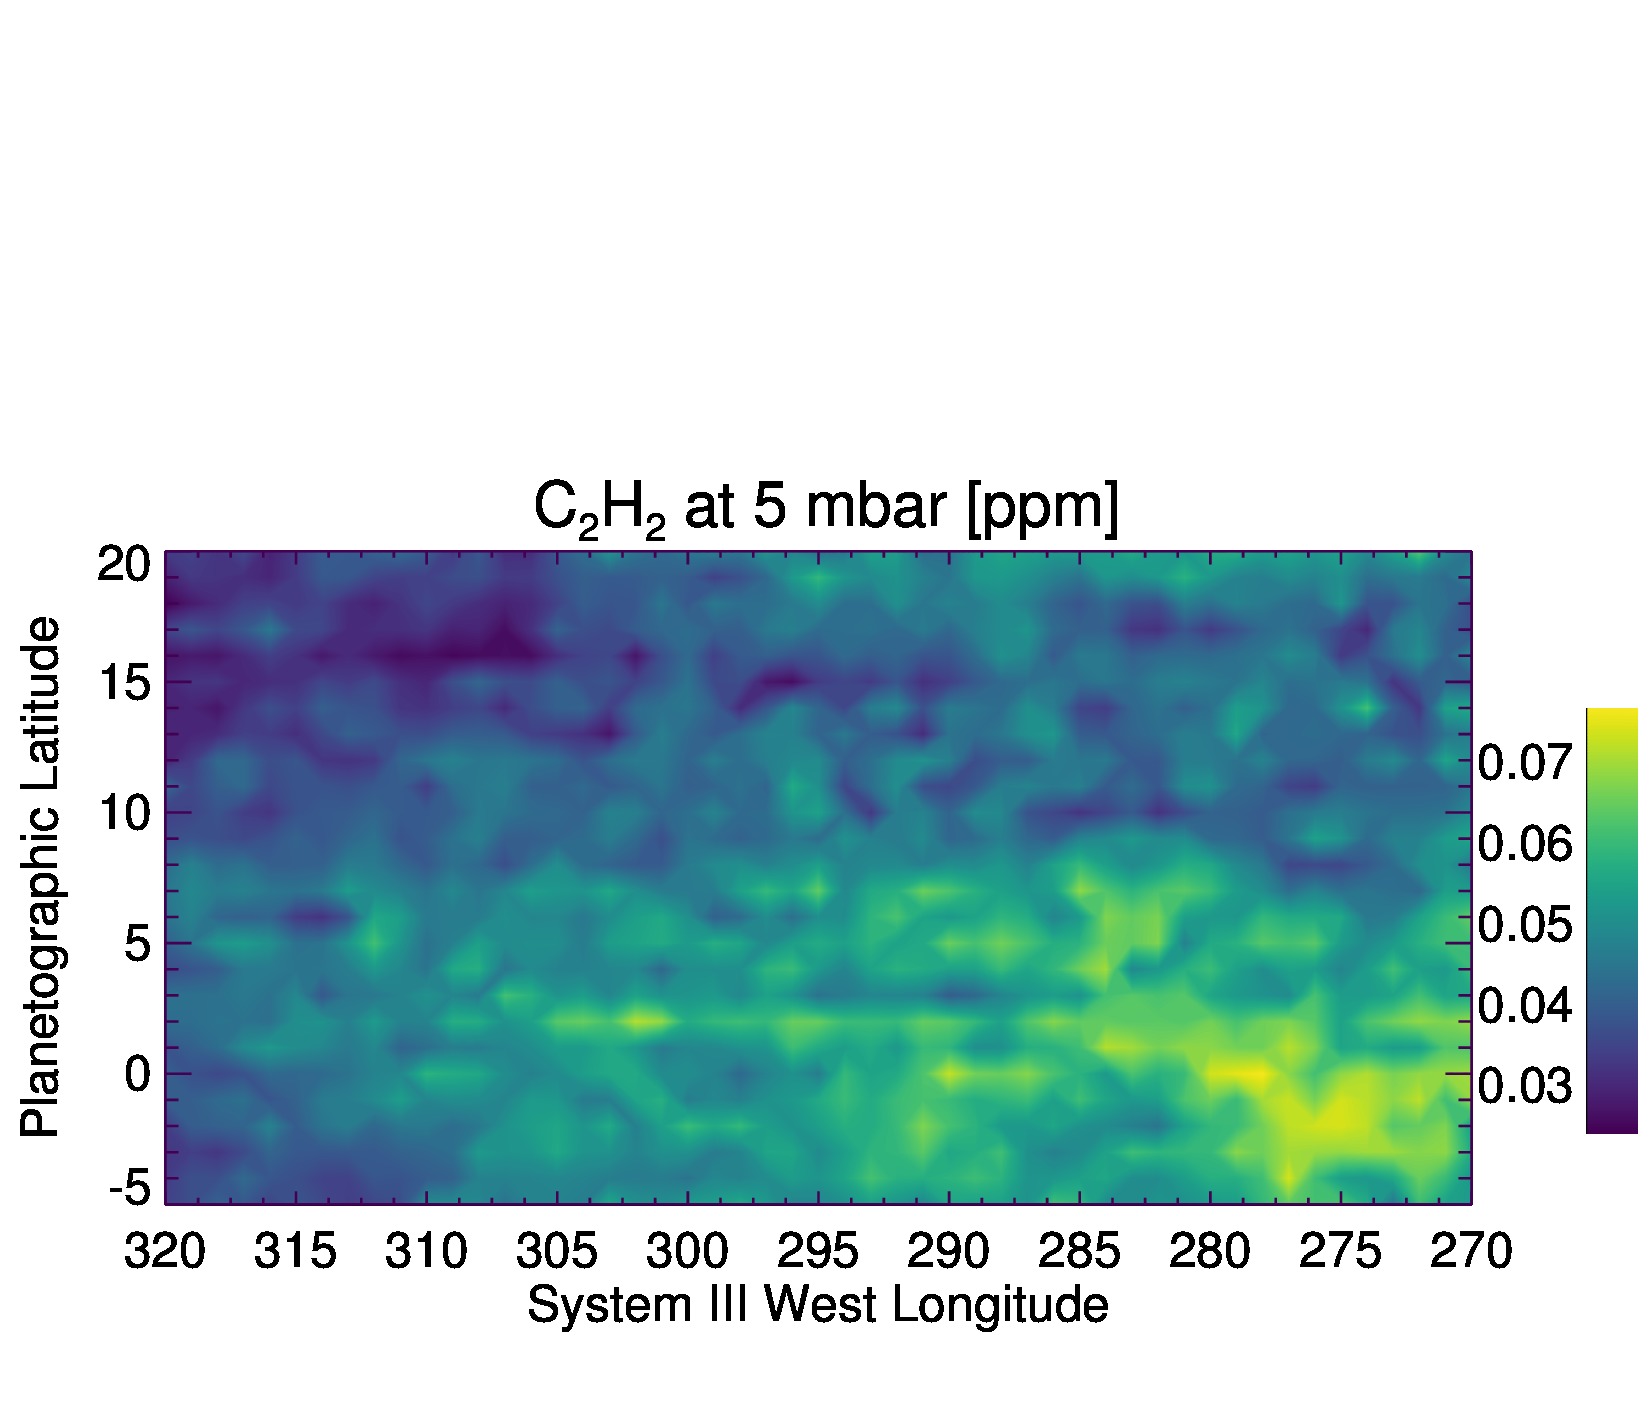 C₂H₂ at 5 mbar [ppm]
20
15
10
5
0
-5
Planetographic Latitude
320 315 310 305 300 295 290 285 280 275 270
System III West Longitude
0.07
0.06
0.05
0.04
0.03